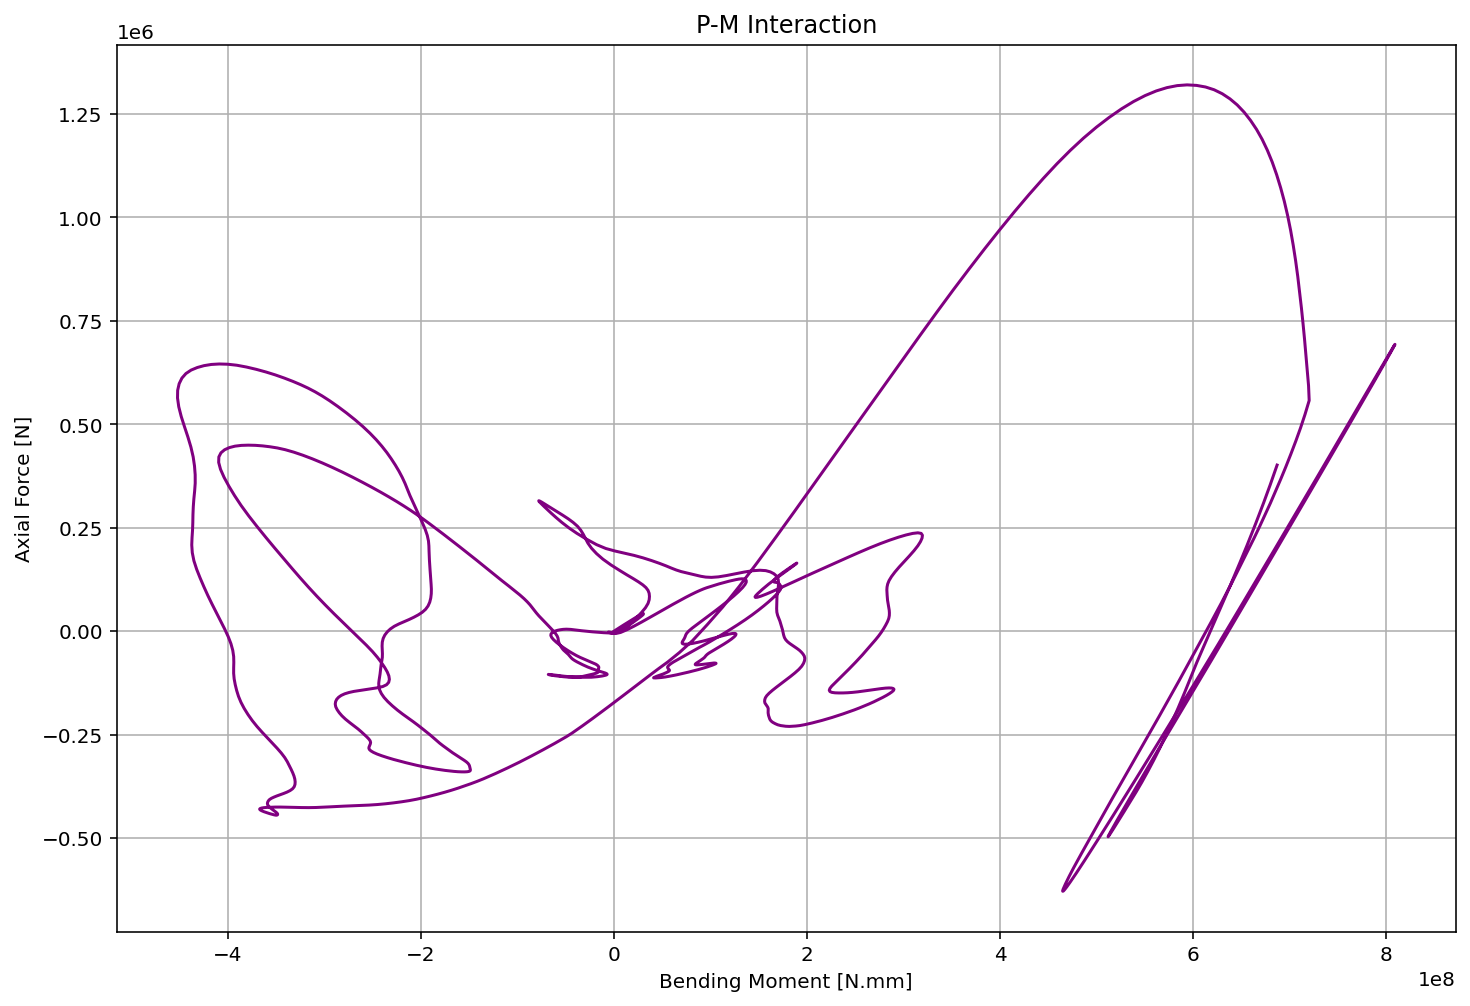 P-M Interaction
1e6
1.25
1.00
0.75
0.50
0.25
0.00
−0.25
−0.50
Axial Force [N]
−4 −2 0 2 4 6 8
Bending Moment [N.mm]
1e8